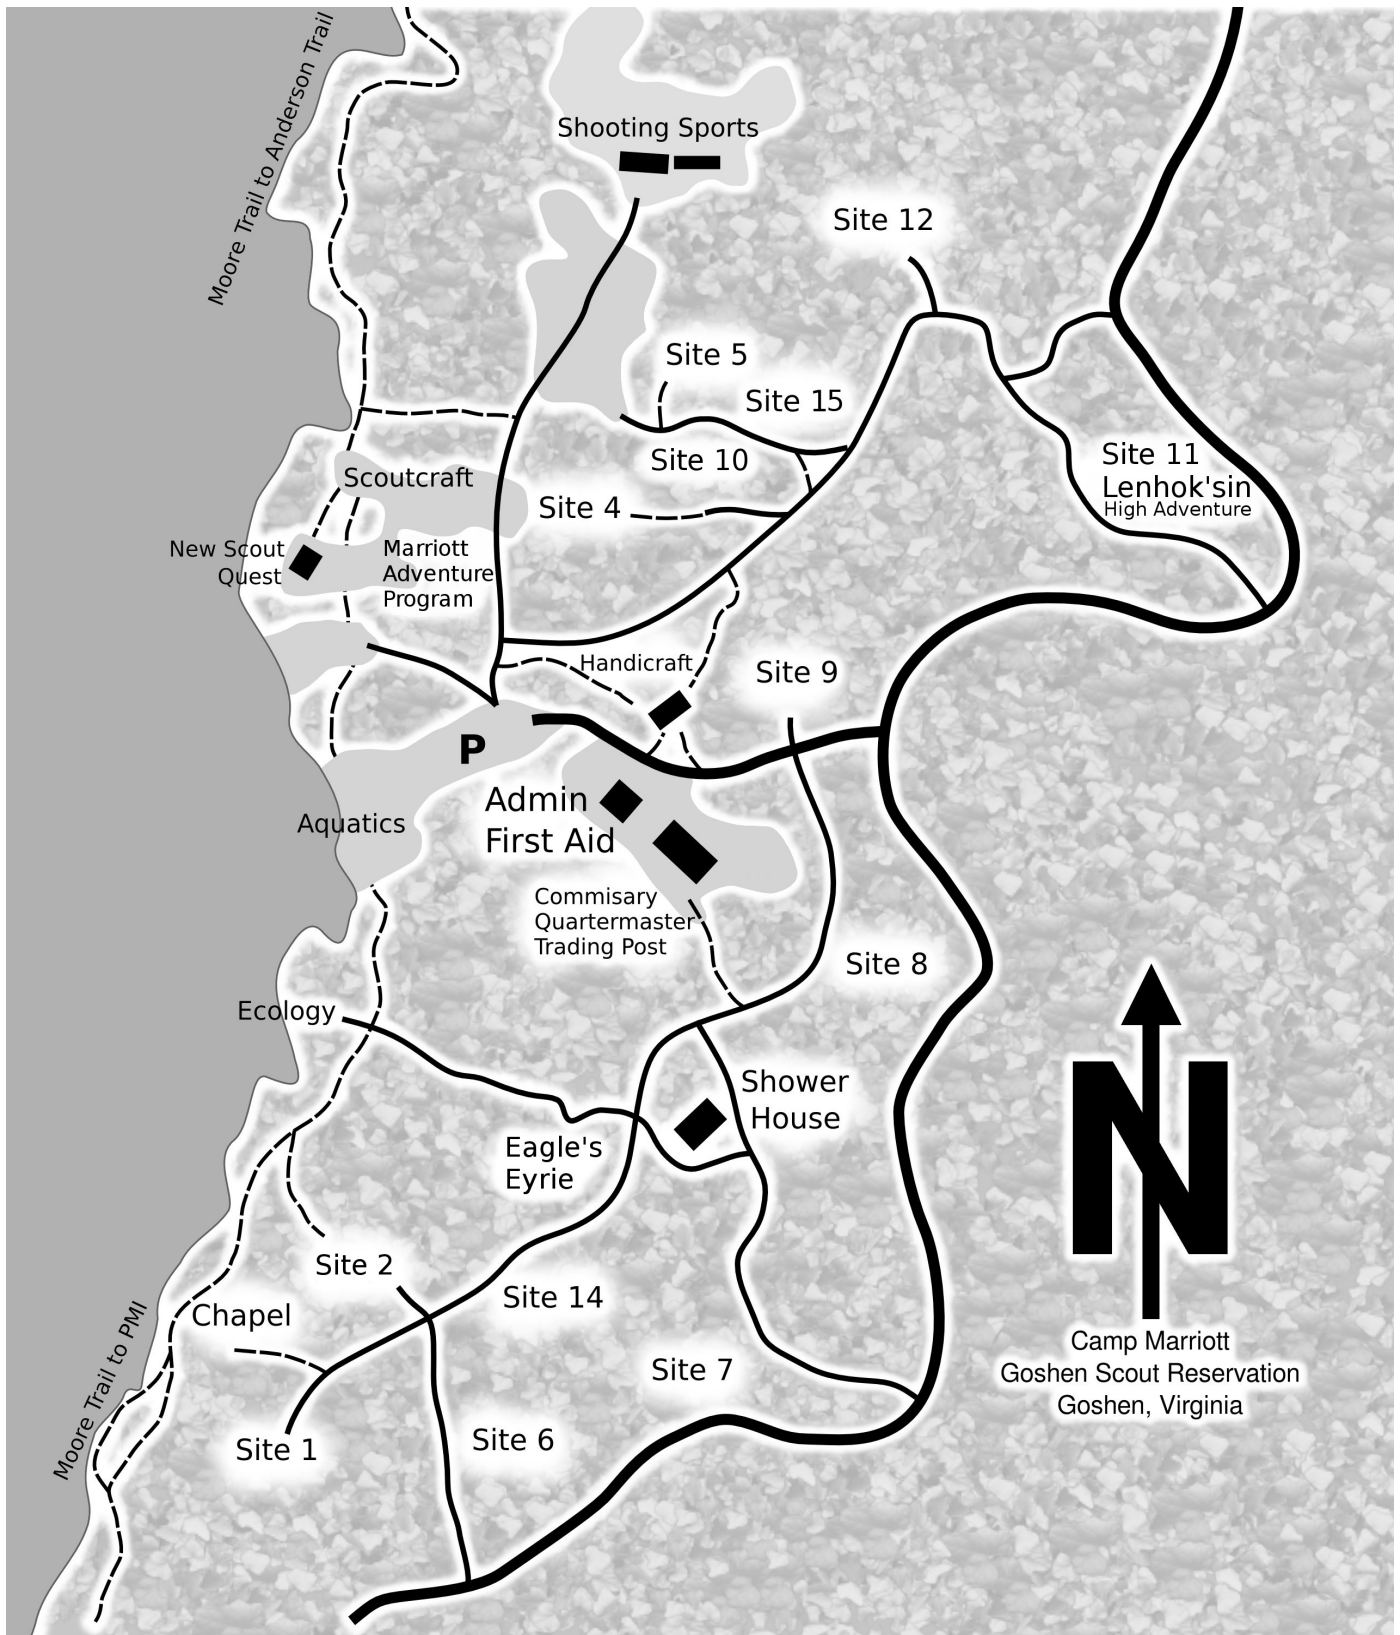 Moore Trail to Anderson Trail
Shooting Sports
Site 12
Site 5
Site 15
Site 10
Site 4
Site 11
Lenhok'sin
High Adventure
Scoutcraft
New Scout
Quest
Marriott
Adventure
Program
Handicraft
Site 9
P
Admin
First Aid
Aquatics
Commisary
Quartermaster
Trading Post
Site 8
Ecology
Shower
House
Eagle's
Eyrie
Site 2
Site 14
Chapel
Moore Trail to PMI
Site 7
Site 1
Site 6
N
Camp Marriott
Goshen Scout Reservation
Goshen, Virginia